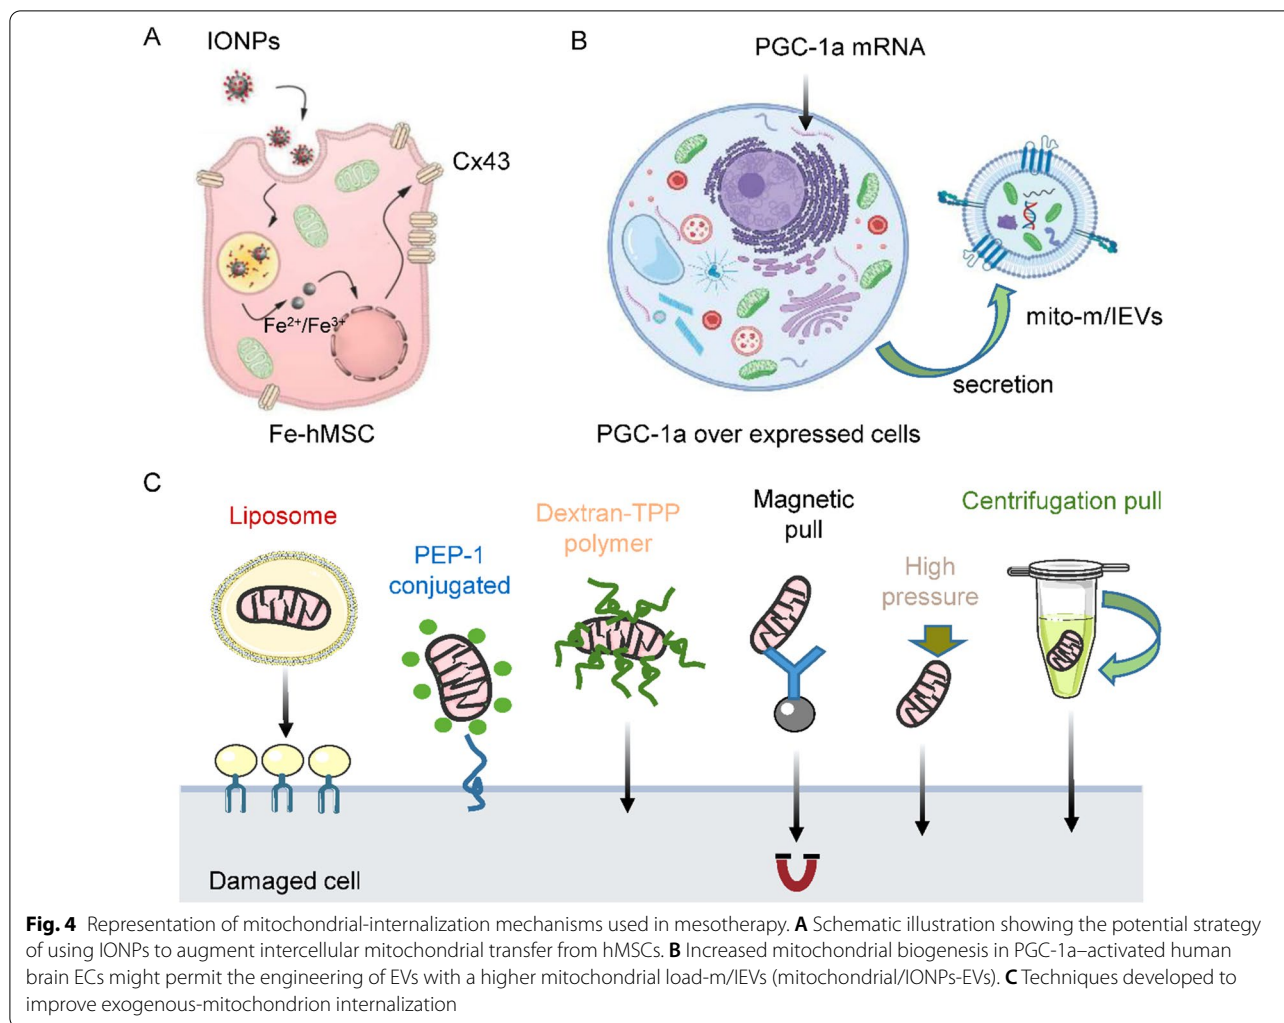 A
IONPs
Cx43
Fe2+/Fe3+
Fe-hMSC
B
PGC-1a mRNA
mito-m/IEVs
secretion
PGC-1a over expressed cells
C
Liposome
PEP-1
conjugated
Dextran-TPP
polymer
Magnetic
pull
High
pressure
Centrifugation pull
Damaged cell
Fig. 4 Representation of mitochondrial-internalization mechanisms used in mesotherapy. A Schematic illustration showing the potential strategy
of using IONPs to augment intercellular mitochondrial transfer from hMSCs. B Increased mitochondrial biogenesis in PGC-1a–activated human
brain ECs might permit the engineering of EVs with a higher mitochondrial load-m/IEVs (mitochondrial/IONPs-EVs). C Techniques developed to
improve exogenous-mitochondrion internalization